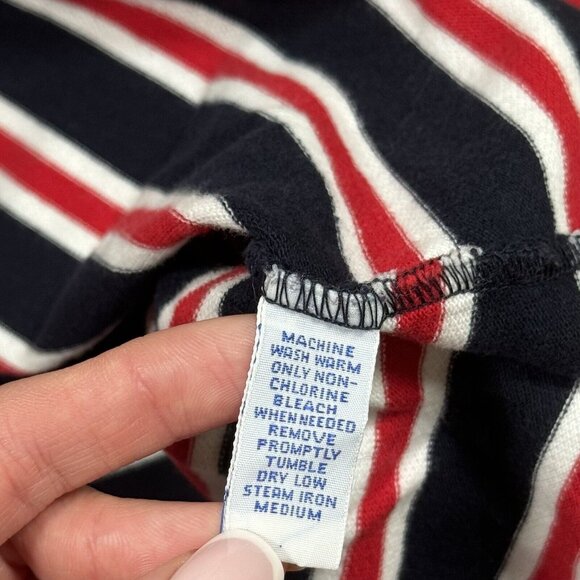 MACHINE
WASH WARM
ONLY NON-
CHLORINE
BLEACH
WHEN NEEDED
REMOVE
PROMPTLY
TUMBLE
DRY LOW
STEAM IRON
MEDIUM